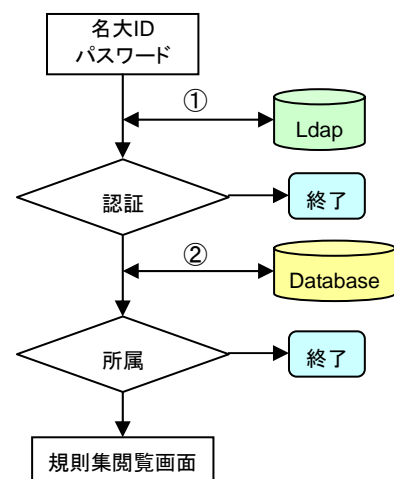 名大ID
パスワード
①
Ldap
認証
終了
②
Database
所属
終了
規則集閲覧画面